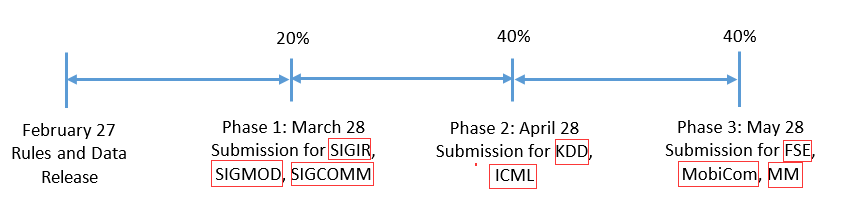 20%
40%
40%
February 27
Rules and Data
Release
Phase 1: March 28
Submission for SIGIR,
SIGMOD, SIGCOMM
Phase 2: April 28
Submission for KDD,
ICML
Phase 3: May 28
Submission for FSE,
MobiCom, MM